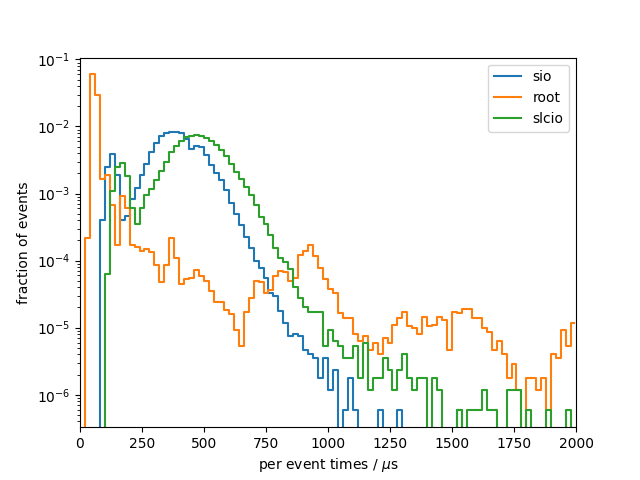 10⁻¹
10⁻²
10⁻³
10⁻⁴
10⁻⁵
10⁻⁶
fraction of events
sio
root
slcio
0 250 500 750 1000 1250 1500 1750 2000
per event times / μs